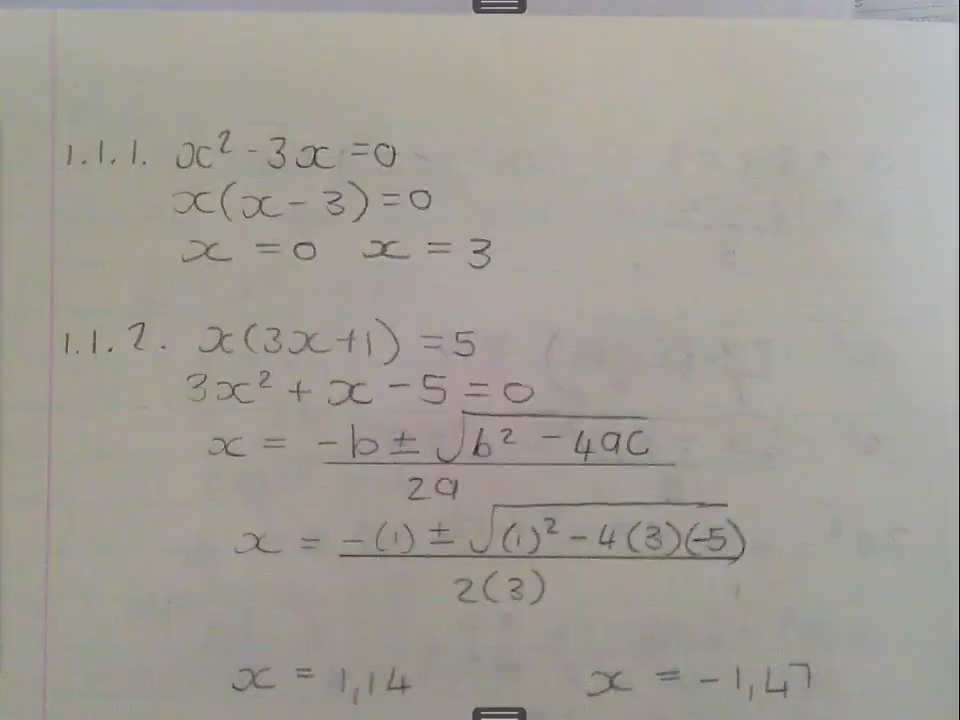 1.1.1. x² - 3x = 0
x(x - 3) = 0
x = 0 x = 3
1.1.2. x(3x+1) = 5
3x² + x - 5 = 0
x = -b ± √b² - 4ac
2a
x = -(1) ± √(1)² - 4(3)(-5)
2(3)
x = 1,14 x = -1,47